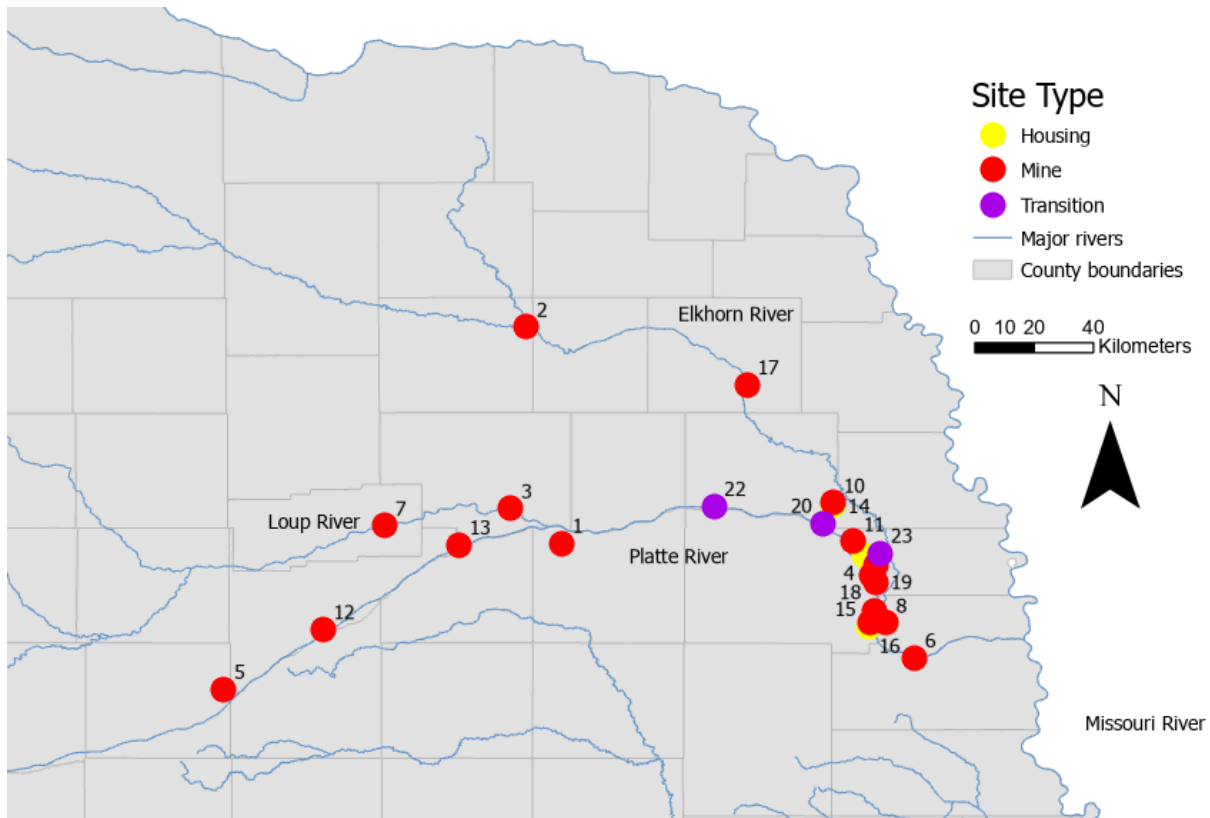 Site Type
Housing
Mine
Transition
Major rivers
County boundaries
0 10 20 40
Kilometers
N
2
Elkhorn River
17
10
14
20
11
22
23
3
7
Loup River
13
1
Platte River
4
19
18
15
8
16
6
12
5
Missouri River